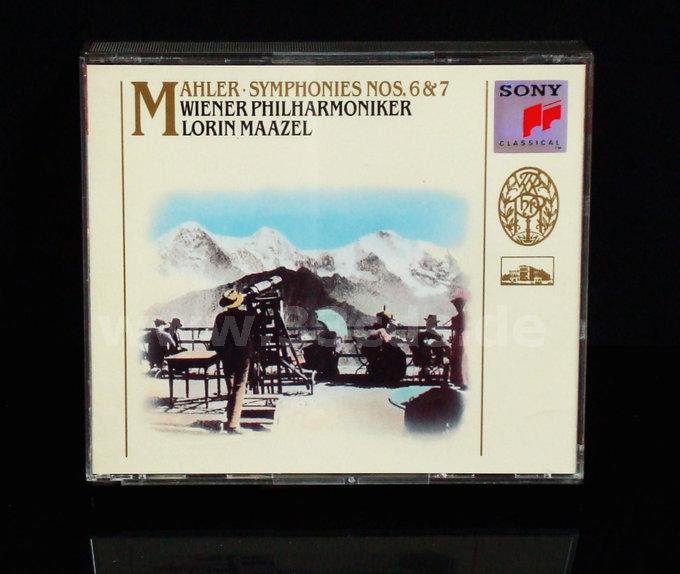 MAHLER · SYMPHONIES NOS. 6 & 7
WIENER PHILHARMONIKER
LORIN MAAZEL
SONY
CLASSICAL